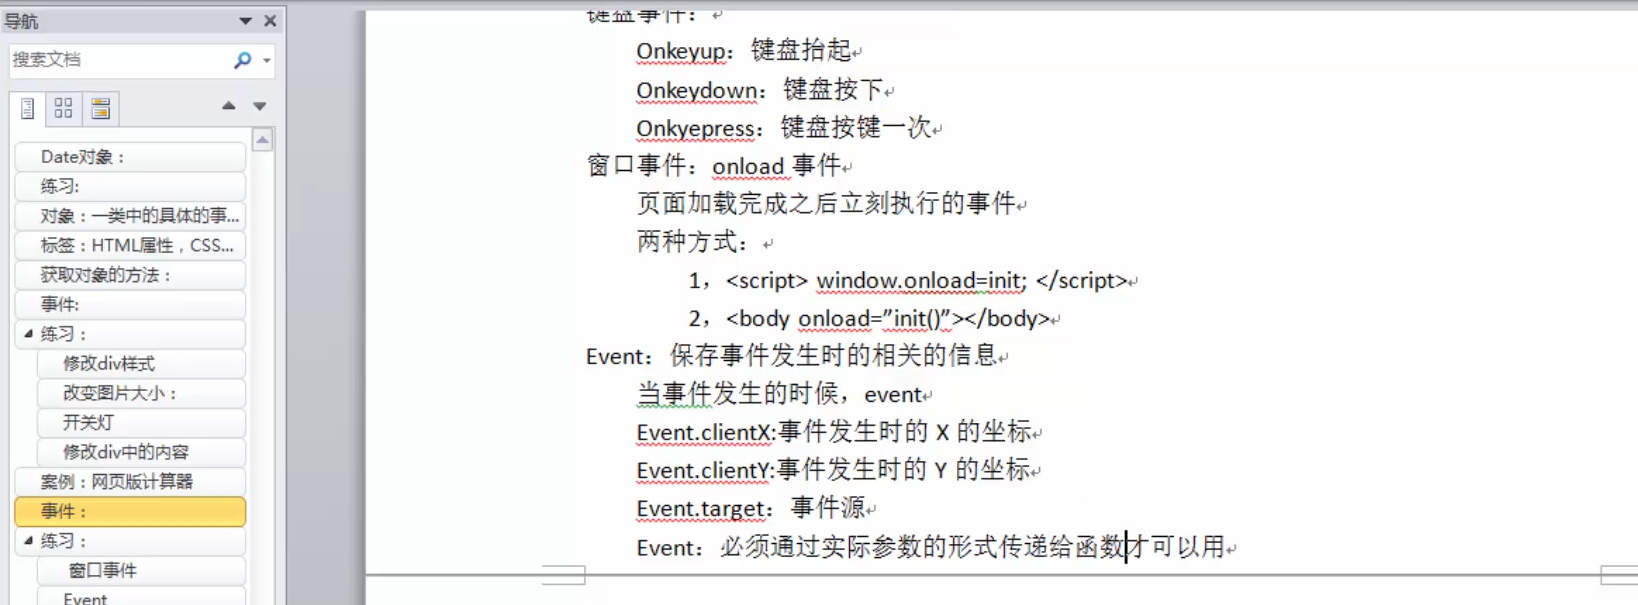 导航
搜索文档
Date对象：
练习:
对象：一类中的具体的事...
标签：HTML属性，CSS...
获取对象的方法：
事件:
练习：
修改div样式
改变图片大小：
开关灯
修改div中的内容
案例：网页版计算器
事件：
练习：
窗口事件
Event
键盘事件：
Onkeyup：键盘抬起
Onkeydown：键盘按下
Onkyepress：键盘按键一次
窗口事件：onload 事件
页面加载完成之后立刻执行的事件
两种方式：
1，<script> window.onload=init; </script>
2，<body onload=”init()”></body>
Event：保存事件发生时的相关的信息
当事件发生的时候，event
Event.clientX:事件发生时的 X 的坐标
Event.clientY:事件发生时的 Y 的坐标
Event.target：事件源
Event：必须通过实际参数的形式传递给函数才可以用